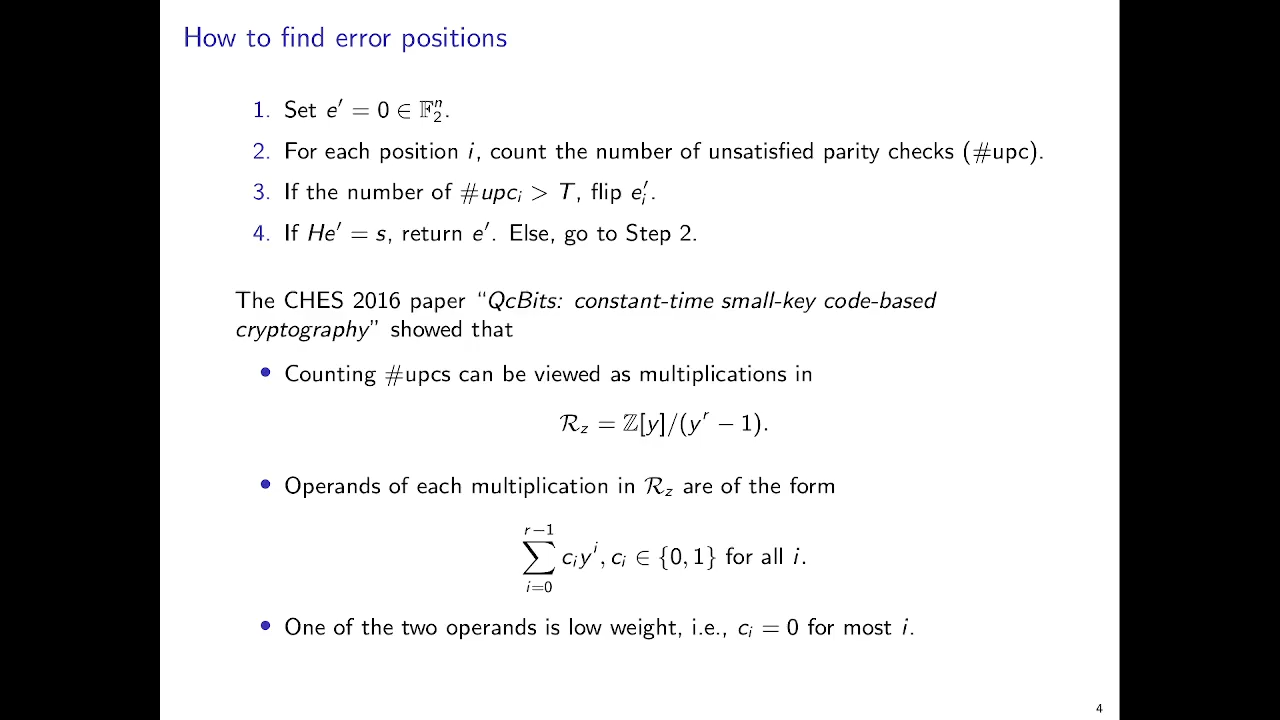 How to find error positions
1. Set e′ = 0 ∈ 𝔽₂ⁿ.
2. For each position i, count the number of unsatisfied parity checks (#upc).
3. If the number of #upcᵢ > T, flip e′ᵢ.
4. If He′ = s, return e′. Else, go to Step 2.
The CHES 2016 paper “QcBits: constant-time small-key code-based
cryptography” showed that
• Counting #upcs can be viewed as multiplications in
ℛ_z = ℤ[y]/(yʳ − 1).
• Operands of each multiplication in ℛ_z are of the form
∑_{i=0}^{r−1} cᵢyⁱ, cᵢ ∈ {0, 1} for all i.
• One of the two operands is low weight, i.e., cᵢ = 0 for most i.
4